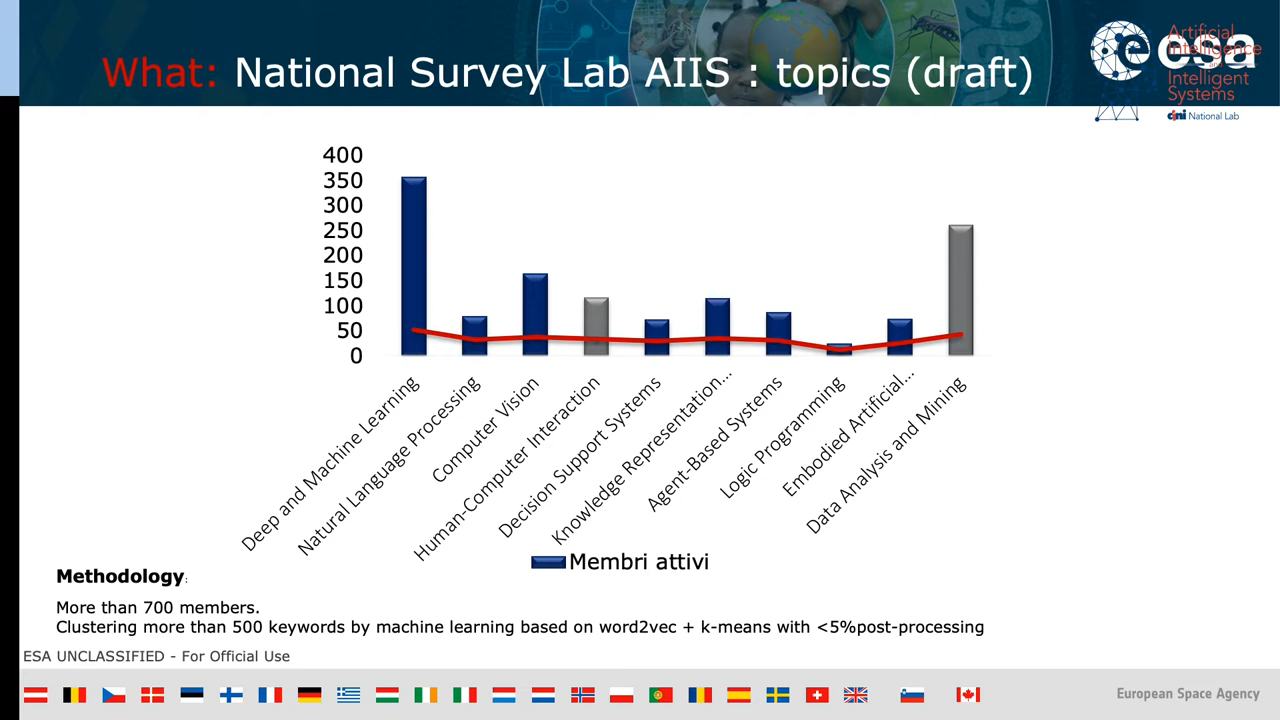 What: National Survey Lab AIIS : topics (draft)
esa
Artificial
Intelligence
and
Intelligent
Systems
cini National Lab
400
350
300
250
200
150
100
50
0
Deep and Machine Learning
Natural Language Processing
Computer Vision
Human-Computer Interaction
Decision Support Systems
Knowledge Representation...
Agent-Based Systems
Logic Programming
Embodied Artificial...
Data Analysis and Mining
Membri attivi
Methodology:
More than 700 members.
Clustering more than 500 keywords by machine learning based on word2vec + k-means with <5%post-processing
ESA UNCLASSIFIED - For Official Use
European Space Agency